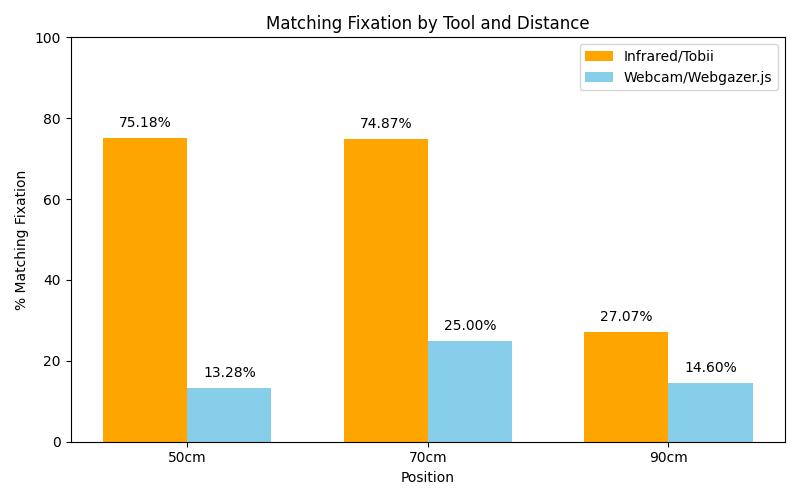 Matching Fixation by Tool and Distance
100
80
60
40
20
0
% Matching Fixation
Infrared/Tobii
Webcam/Webgazer.js
75.18%
13.28%
74.87%
25.00%
27.07%
14.60%
50cm
70cm
90cm
Position